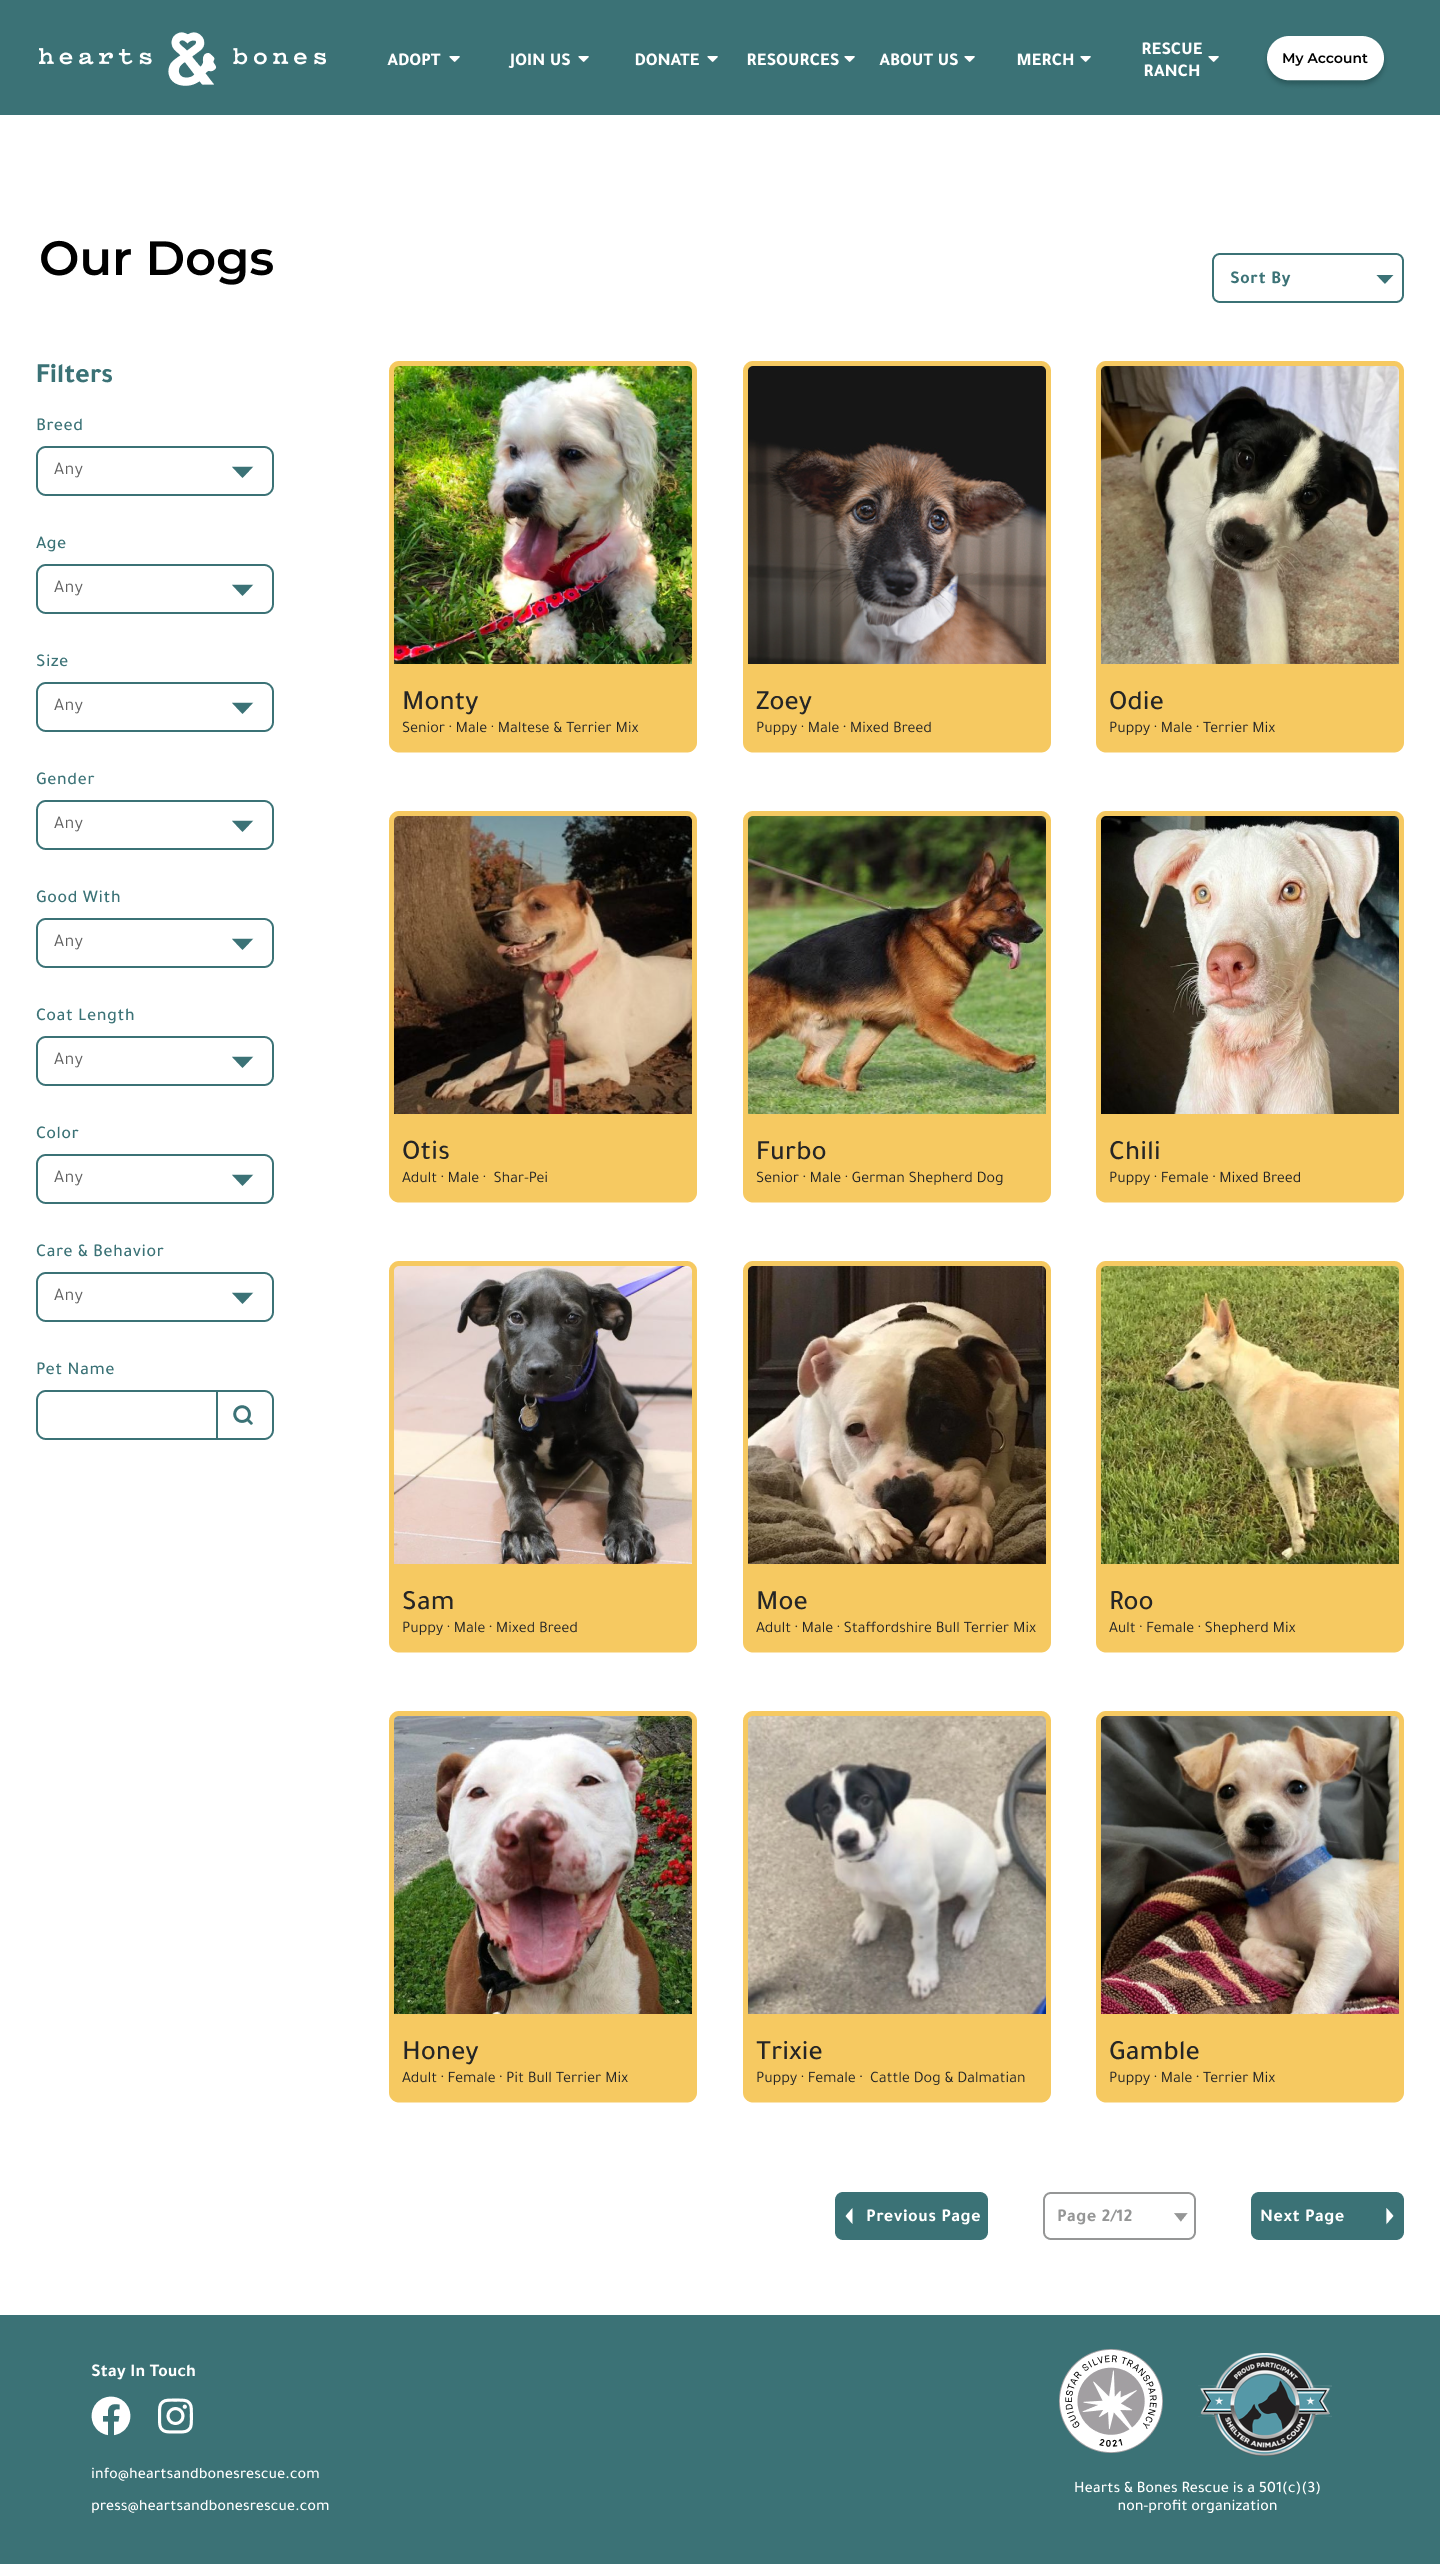 hearts & bones
ADOPT
JOIN US
DONATE
RESOURCES
ABOUT US
MERCH
RESCUE
RANCH
My Account
Our Dogs
Sort By
Filters
Breed
Any
Age
Any
Size
Any
Gender
Any
Good With
Any
Coat Length
Any
Color
Any
Care & Behavior
Any
Pet Name
Monty
Senior · Male · Maltese & Terrier Mix
Zoey
Puppy · Male · Mixed Breed
Odie
Puppy · Male · Terrier Mix
Otis
Adult · Male · Shar-Pei
Furbo
Senior · Male · German Shepherd Dog
Chili
Puppy · Female · Mixed Breed
Sam
Puppy · Male · Mixed Breed
Moe
Adult · Male · Staffordshire Bull Terrier Mix
Roo
Ault · Female · Shepherd Mix
Honey
Adult · Female · Pit Bull Terrier Mix
Trixie
Puppy · Female · Cattle Dog & Dalmatian
Gamble
Puppy · Male · Terrier Mix
Previous Page
Page 2/12
Next Page
Stay In Touch
info@heartsandbonesrescue.com
press@heartsandbonesrescue.com
GUIDESTAR SILVER TRANSPARENCY
2021
PROUD PARTICIPANT
SHELTER ANIMALS COUNT
Hearts & Bones Rescue is a 501(c)(3)
non-profit organization